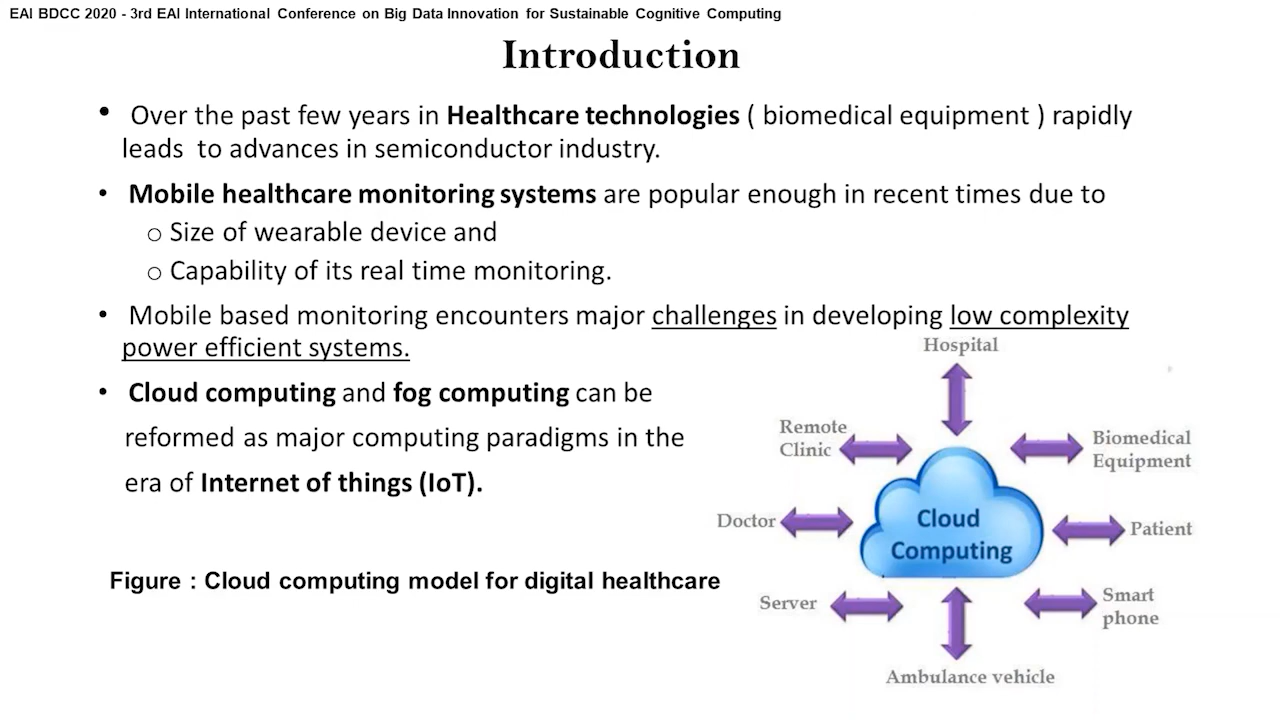 EAI BDCC 2020 - 3rd EAI International Conference on Big Data Innovation for Sustainable Cognitive Computing
Introduction
• Over the past few years in Healthcare technologies ( biomedical equipment ) rapidly
leads to advances in semiconductor industry.
• Mobile healthcare monitoring systems are popular enough in recent times due to
o Size of wearable device and
o Capability of its real time monitoring.
• Mobile based monitoring encounters major challenges in developing low complexity
power efficient systems.
• Cloud computing and fog computing can be
reformed as major computing paradigms in the
era of Internet of things (IoT).
Figure : Cloud computing model for digital healthcare
Hospital
Remote
Clinic
Biomedical
Equipment
Doctor
Cloud
Computing
Patient
Server
Smart
phone
Ambulance vehicle